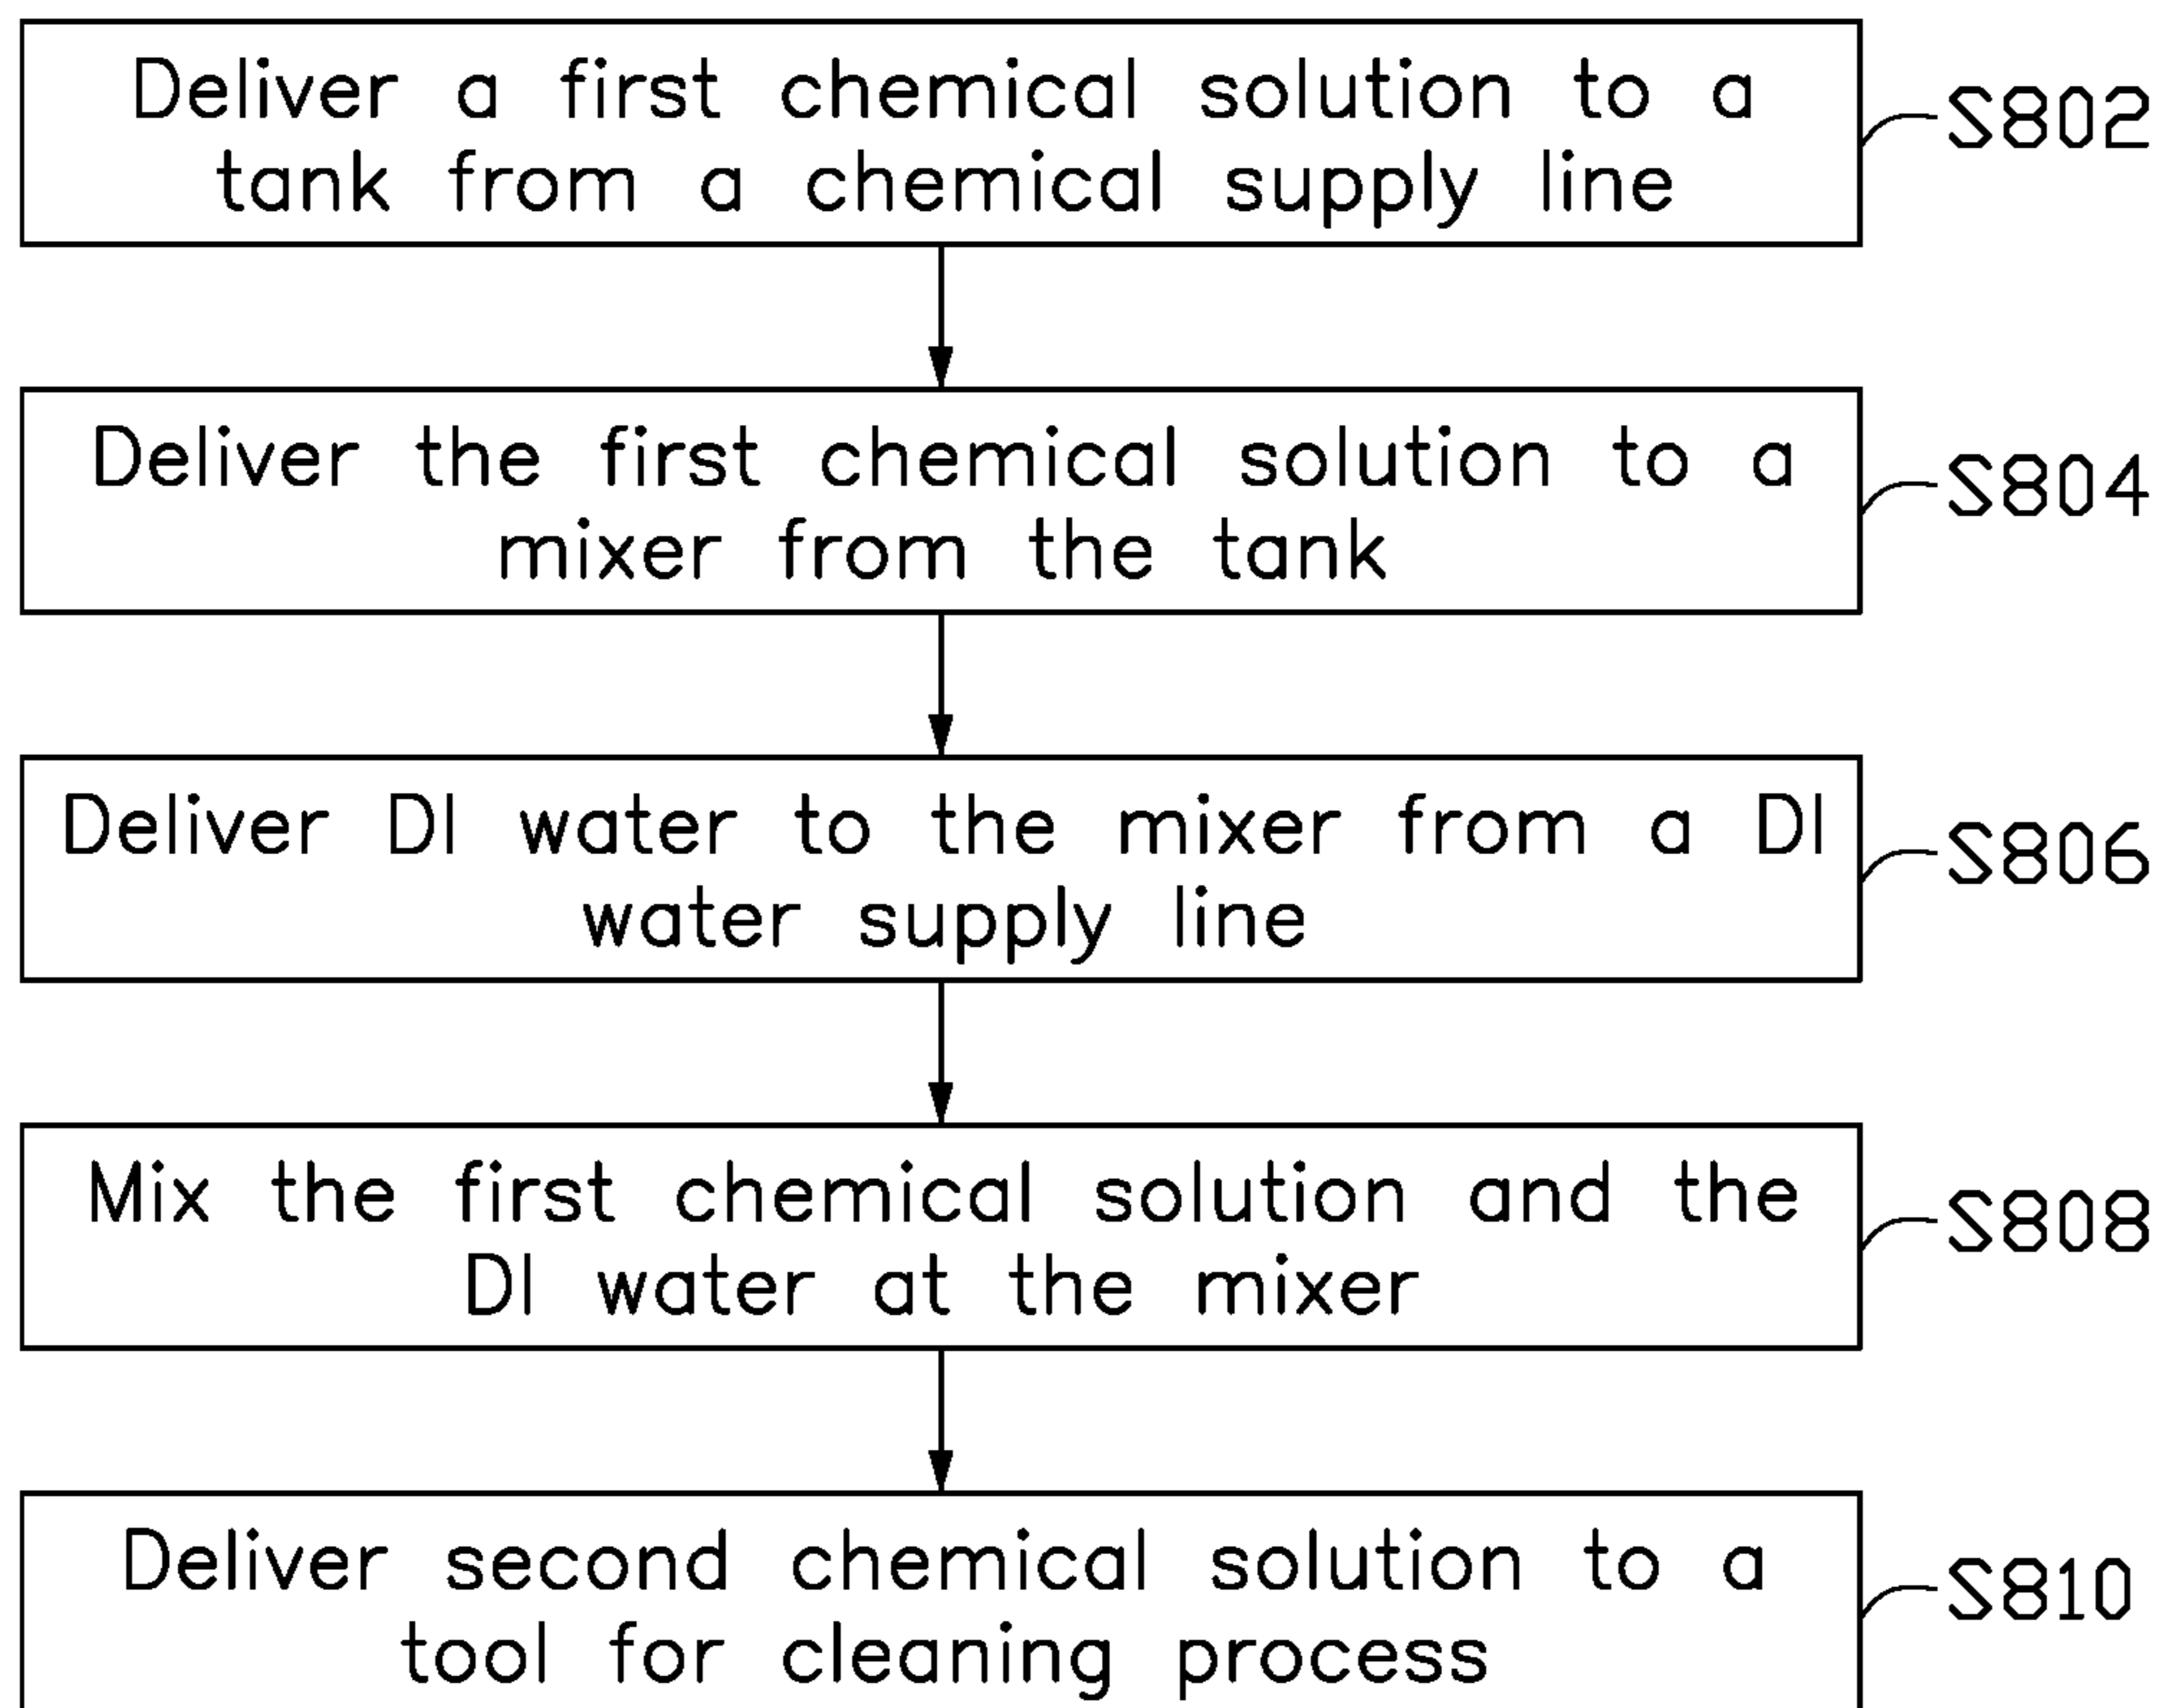 Deliver a first chemical solution to a
tank from a chemical supply line
S802
Deliver the first chemical solution to a
mixer from the tank
S804
Deliver DI water to the mixer from a DI
water supply line
S806
Mix the first chemical solution and the
DI water at the mixer
S808
Deliver second chemical solution to a
tool for cleaning process
S810